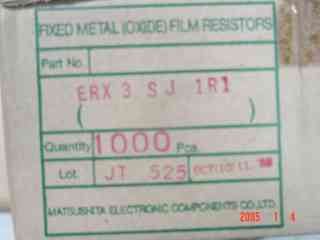 FIXED METAL (OXIDE) FILM RESISTORS
Part No.
ERX 3 S J 1R1
( )
Quantity 1000 Pcs.
Lot JT 525
MATSUSHITA ELECTRONIC COMPONENTS CO.,LTD.
2005 1 4